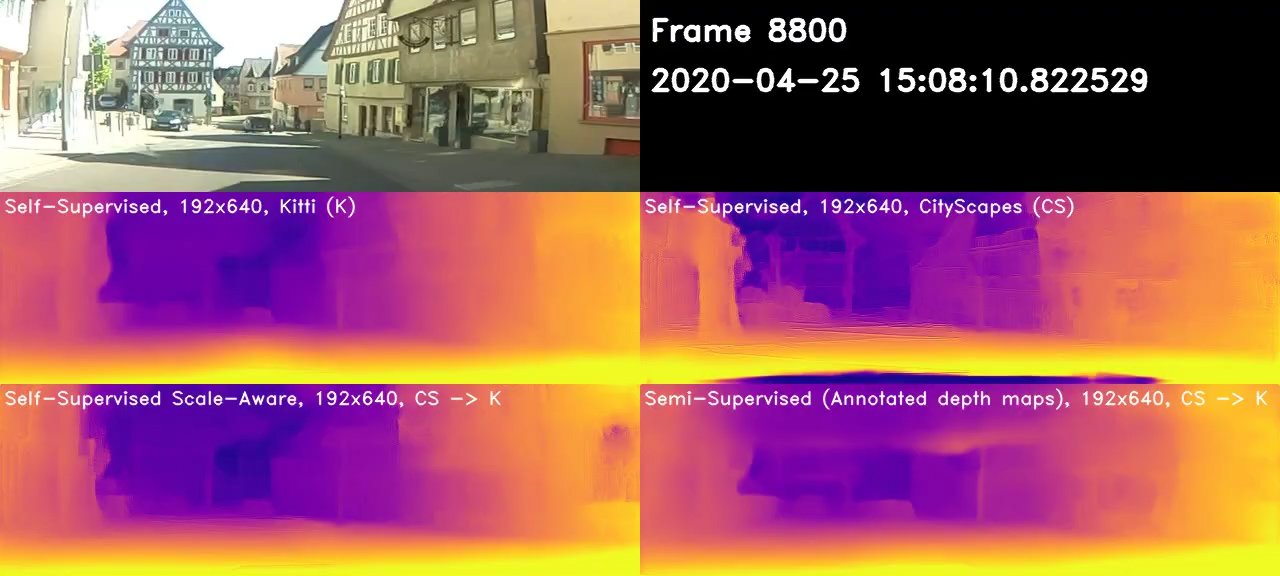 Frame 8800
2020-04-25 15:08:10.822529
Self-Supervised, 192x640, Kitti (K)
Self-Supervised, 192x640, CityScapes (CS)
Self-Supervised Scale-Aware, 192x640, CS -> K
Semi-Supervised (Annotated depth maps), 192x640, CS -> K